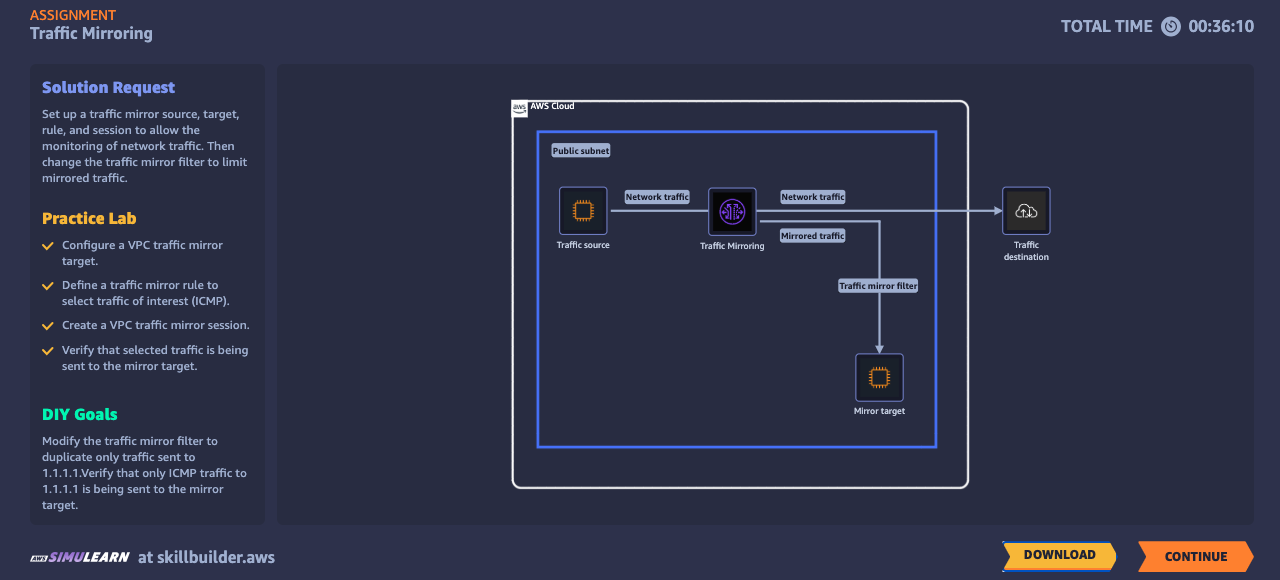 ASSIGNMENT
Traffic Mirroring
TOTAL TIME 00:36:10
Solution Request
Set up a traffic mirror source, target,
rule, and session to allow the
monitoring of network traffic. Then
change the traffic mirror filter to limit
mirrored traffic.
Practice Lab
Configure a VPC traffic mirror
target.
Define a traffic mirror rule to
select traffic of interest (ICMP).
Create a VPC traffic mirror session.
Verify that selected traffic is being
sent to the mirror target.
DIY Goals
Modify the traffic mirror filter to
duplicate only traffic sent to
1.1.1.1.Verify that only ICMP traffic to
1.1.1.1 is being sent to the mirror
target.
aws AWS Cloud
Public subnet
Network traffic
Network traffic
Mirrored traffic
Traffic source
Traffic Mirroring
Traffic
destination
Traffic mirror filter
Mirror target
aws SIMULEARN at skillbuilder.aws
DOWNLOAD
CONTINUE